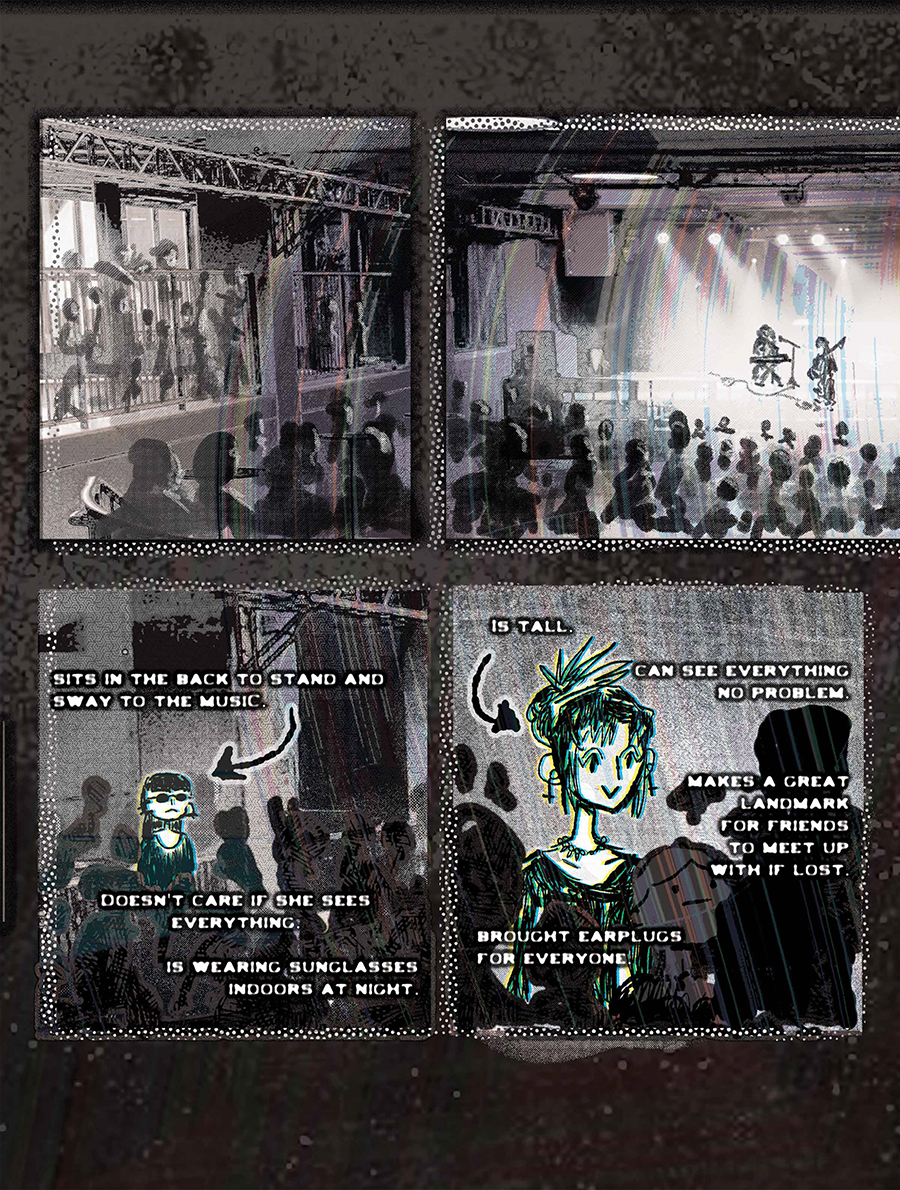 SITS IN THE BACK TO STAND AND
SWAY TO THE MUSIC.
DOESN'T CARE IF SHE SEES
EVERYTHING.
IS WEARING SUNGLASSES
INDOORS AT NIGHT.
IS TALL.
CAN SEE EVERYTHING
NO PROBLEM.
MAKES A GREAT
LANDMARK
FOR FRIENDS
TO MEET UP
WITH IF LOST.
BROUGHT EARPLUGS
FOR EVERYONE.